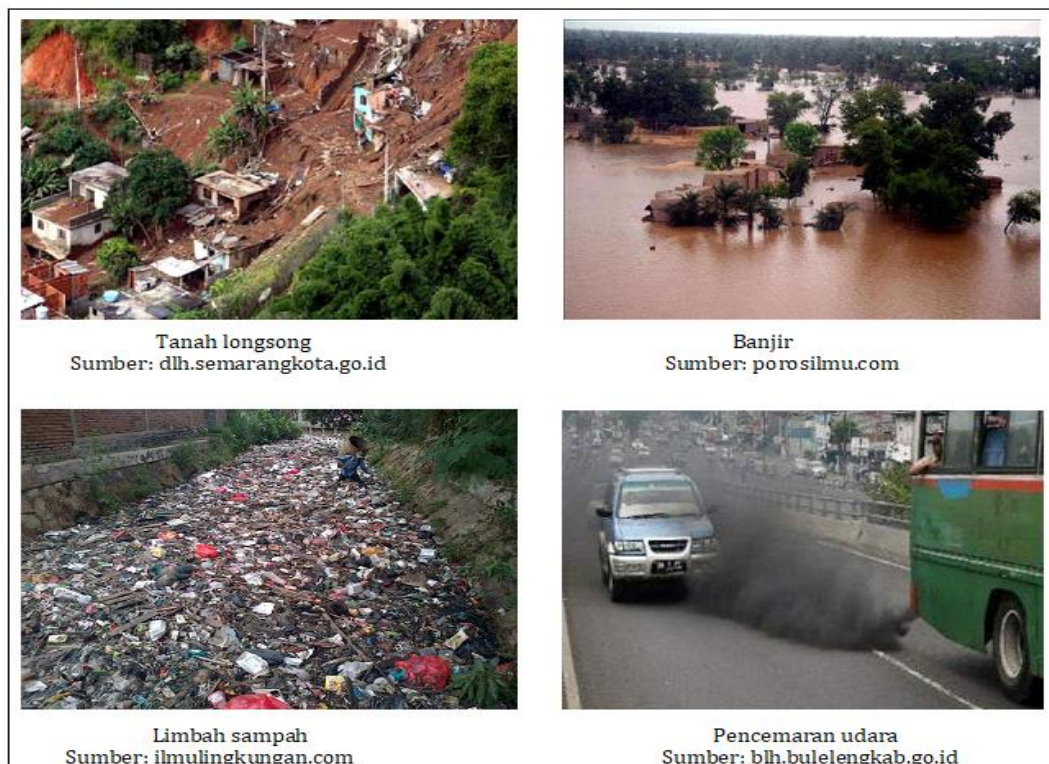 Tanah longsong
Sumber: dlh.semarangkota.go.id
Banjir
Sumber: porosilmu.com
Limbah sampah
Sumber: ilmulingkungan.com
Pencemaran udara
Sumber: blh.bulelengkab.go.id